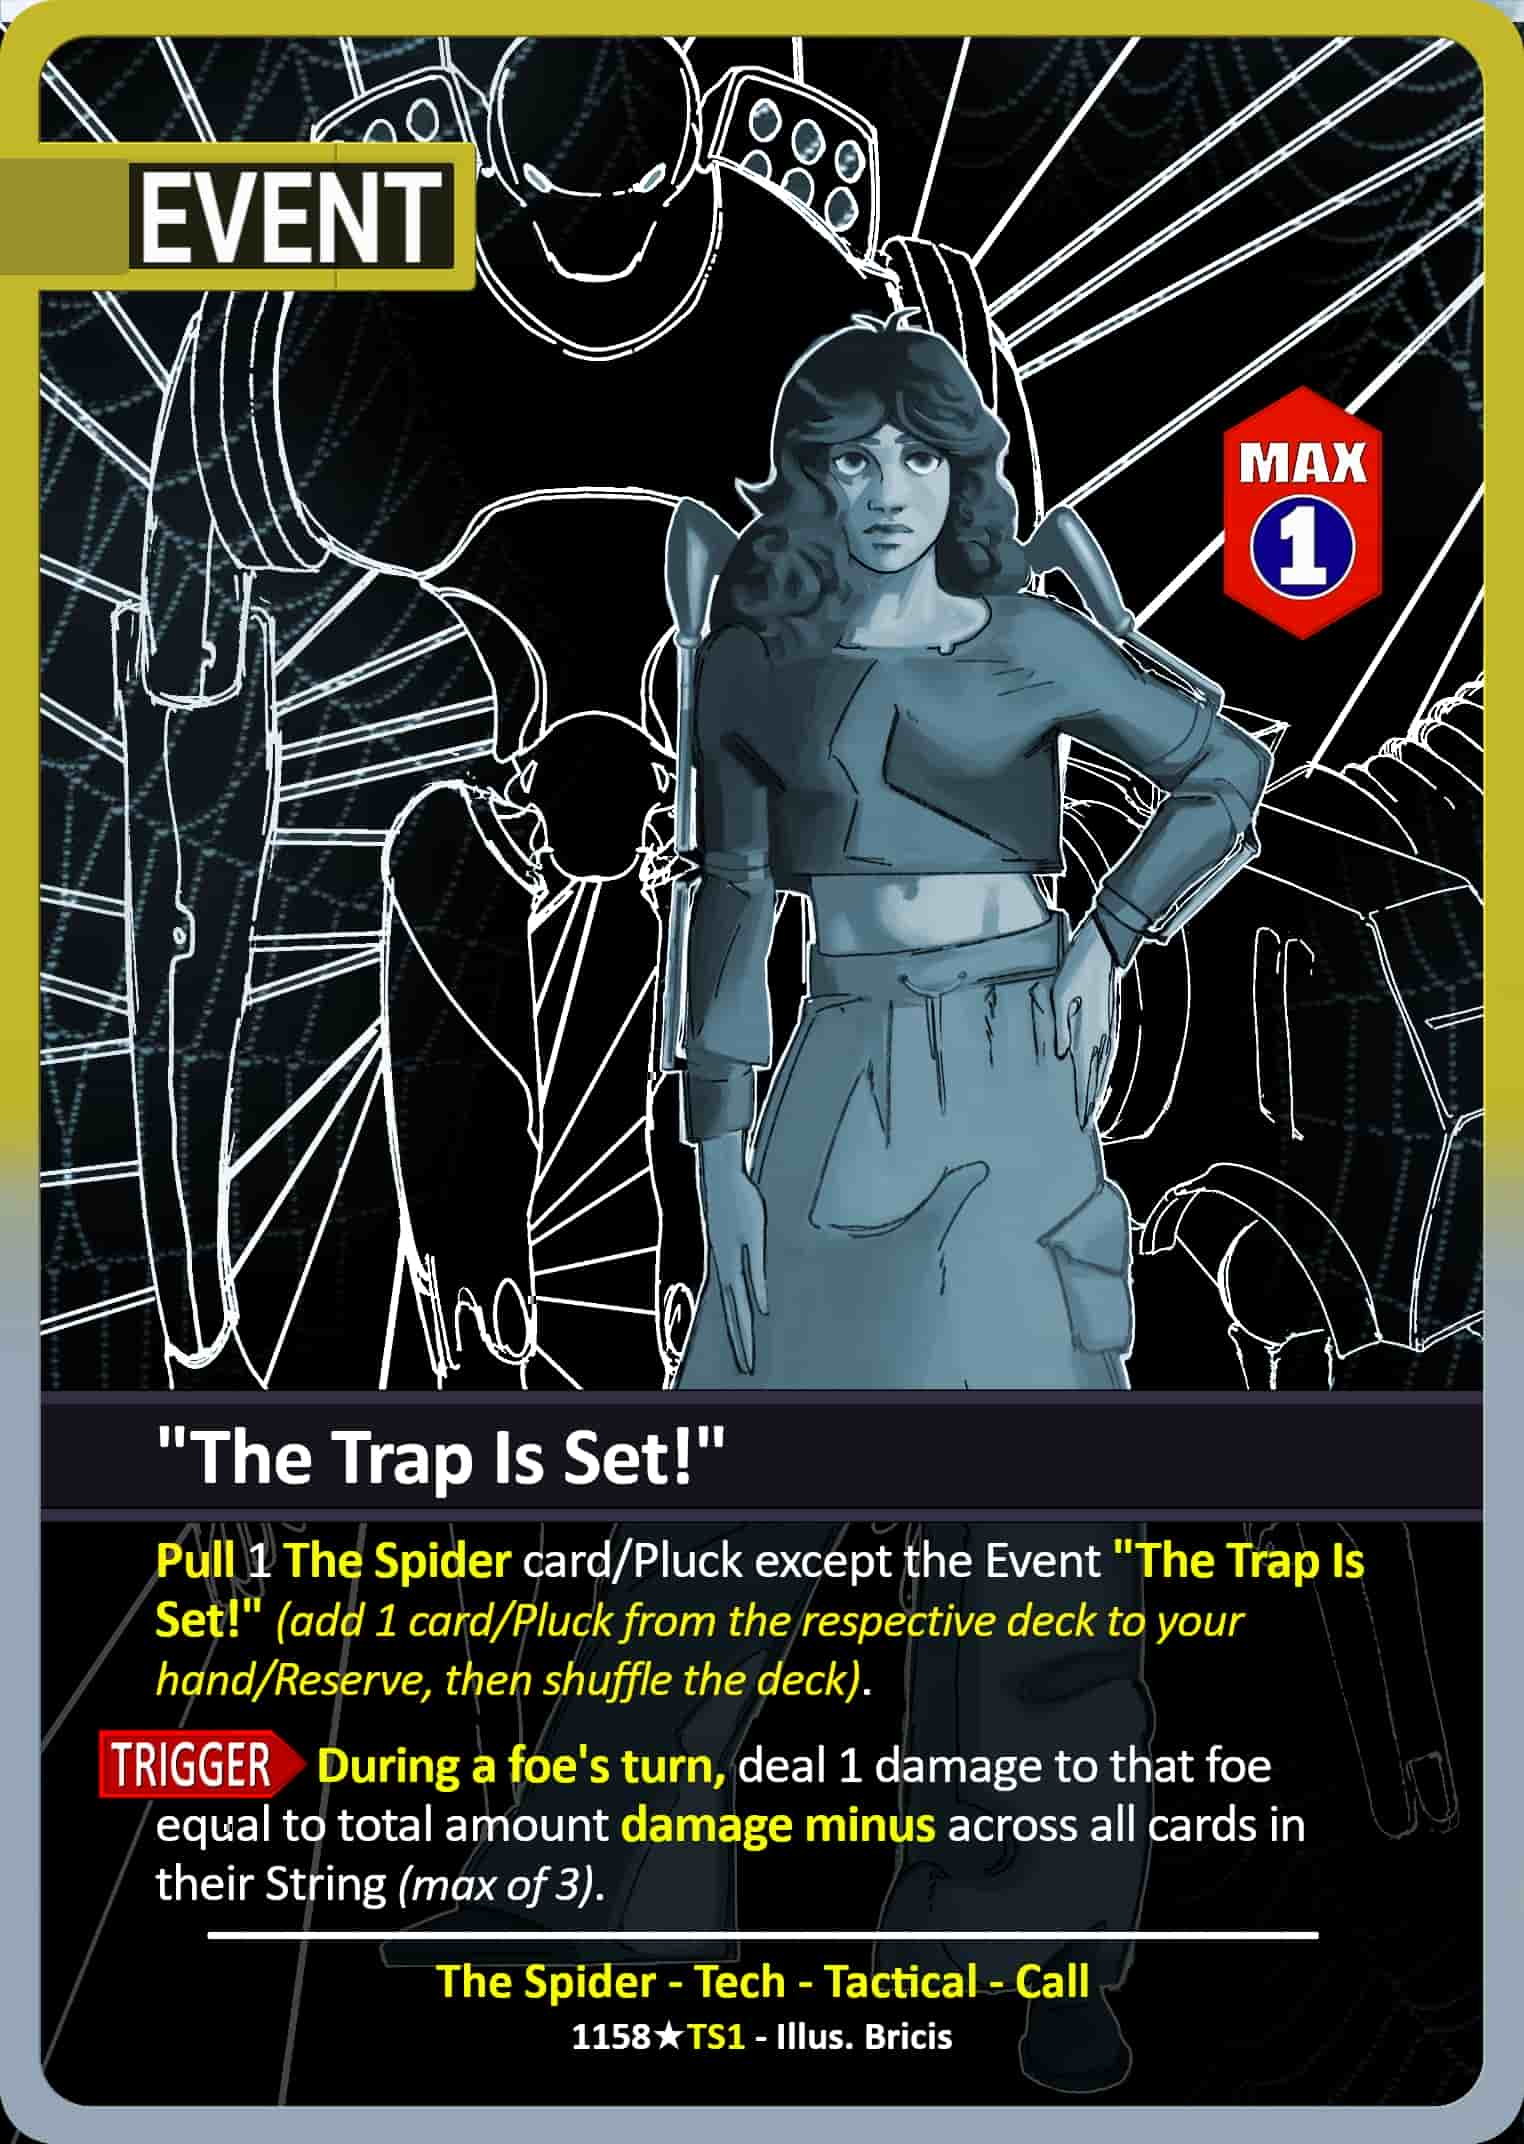 EVENT
MAX
1
"The Trap Is Set!"
Pull 1 The Spider card/Pluck except the Event "The Trap Is
Set!" (add 1 card/Pluck from the respective deck to your
hand/Reserve, then shuffle the deck).
TRIGGER During a foe's turn, deal 1 damage to that foe
equal to total amount damage minus across all cards in
their String (max of 3).
The Spider - Tech - Tactical - Call
1158★TS1 - Illus. Bricis